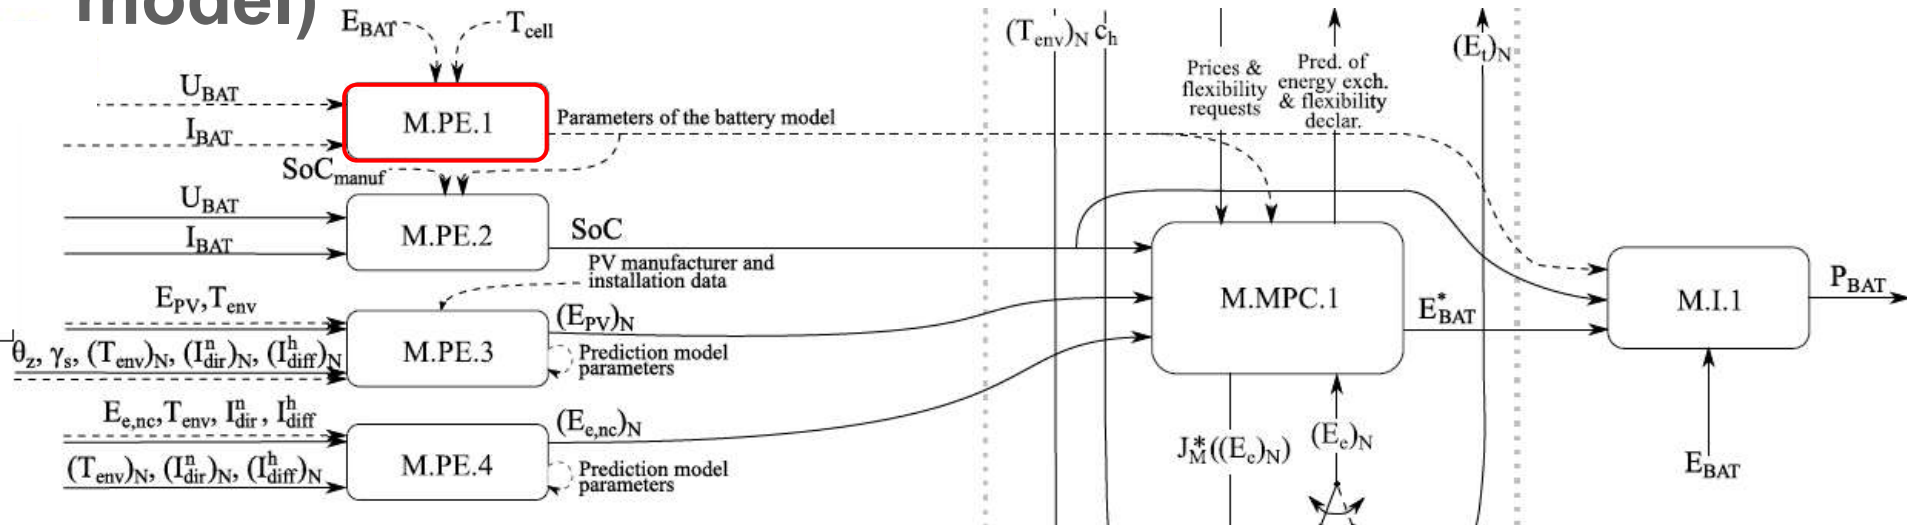 model)
E_BAT
T_cell
U_BAT
I_BAT
M.PE.1
Parameters of the battery model
SoC_manuf
U_BAT
I_BAT
M.PE.2
SoC
PV manufacturer and
installation data
E_PV, T_env
θ_z, γ_s, (T_env)_N, (I^n_dir)_N, (I^h_diff)_N
M.PE.3
(E_PV)_N
Prediction model
parameters
E_e,nc, T_env, I^n_dir, I^h_diff
(T_env)_N, (I^n_dir)_N, (I^h_diff)_N
M.PE.4
(E_e,nc)_N
Prediction model
parameters
(T_env)_N
c_h
Prices &
flexibility
requests
Pred. of
energy exch.
& flexibility
declar.
(E_t)_N
M.MPC.1
E*_BAT
J*_M((E_c)_N)
(E_e)_N
M.I.1
P_BAT
E_BAT